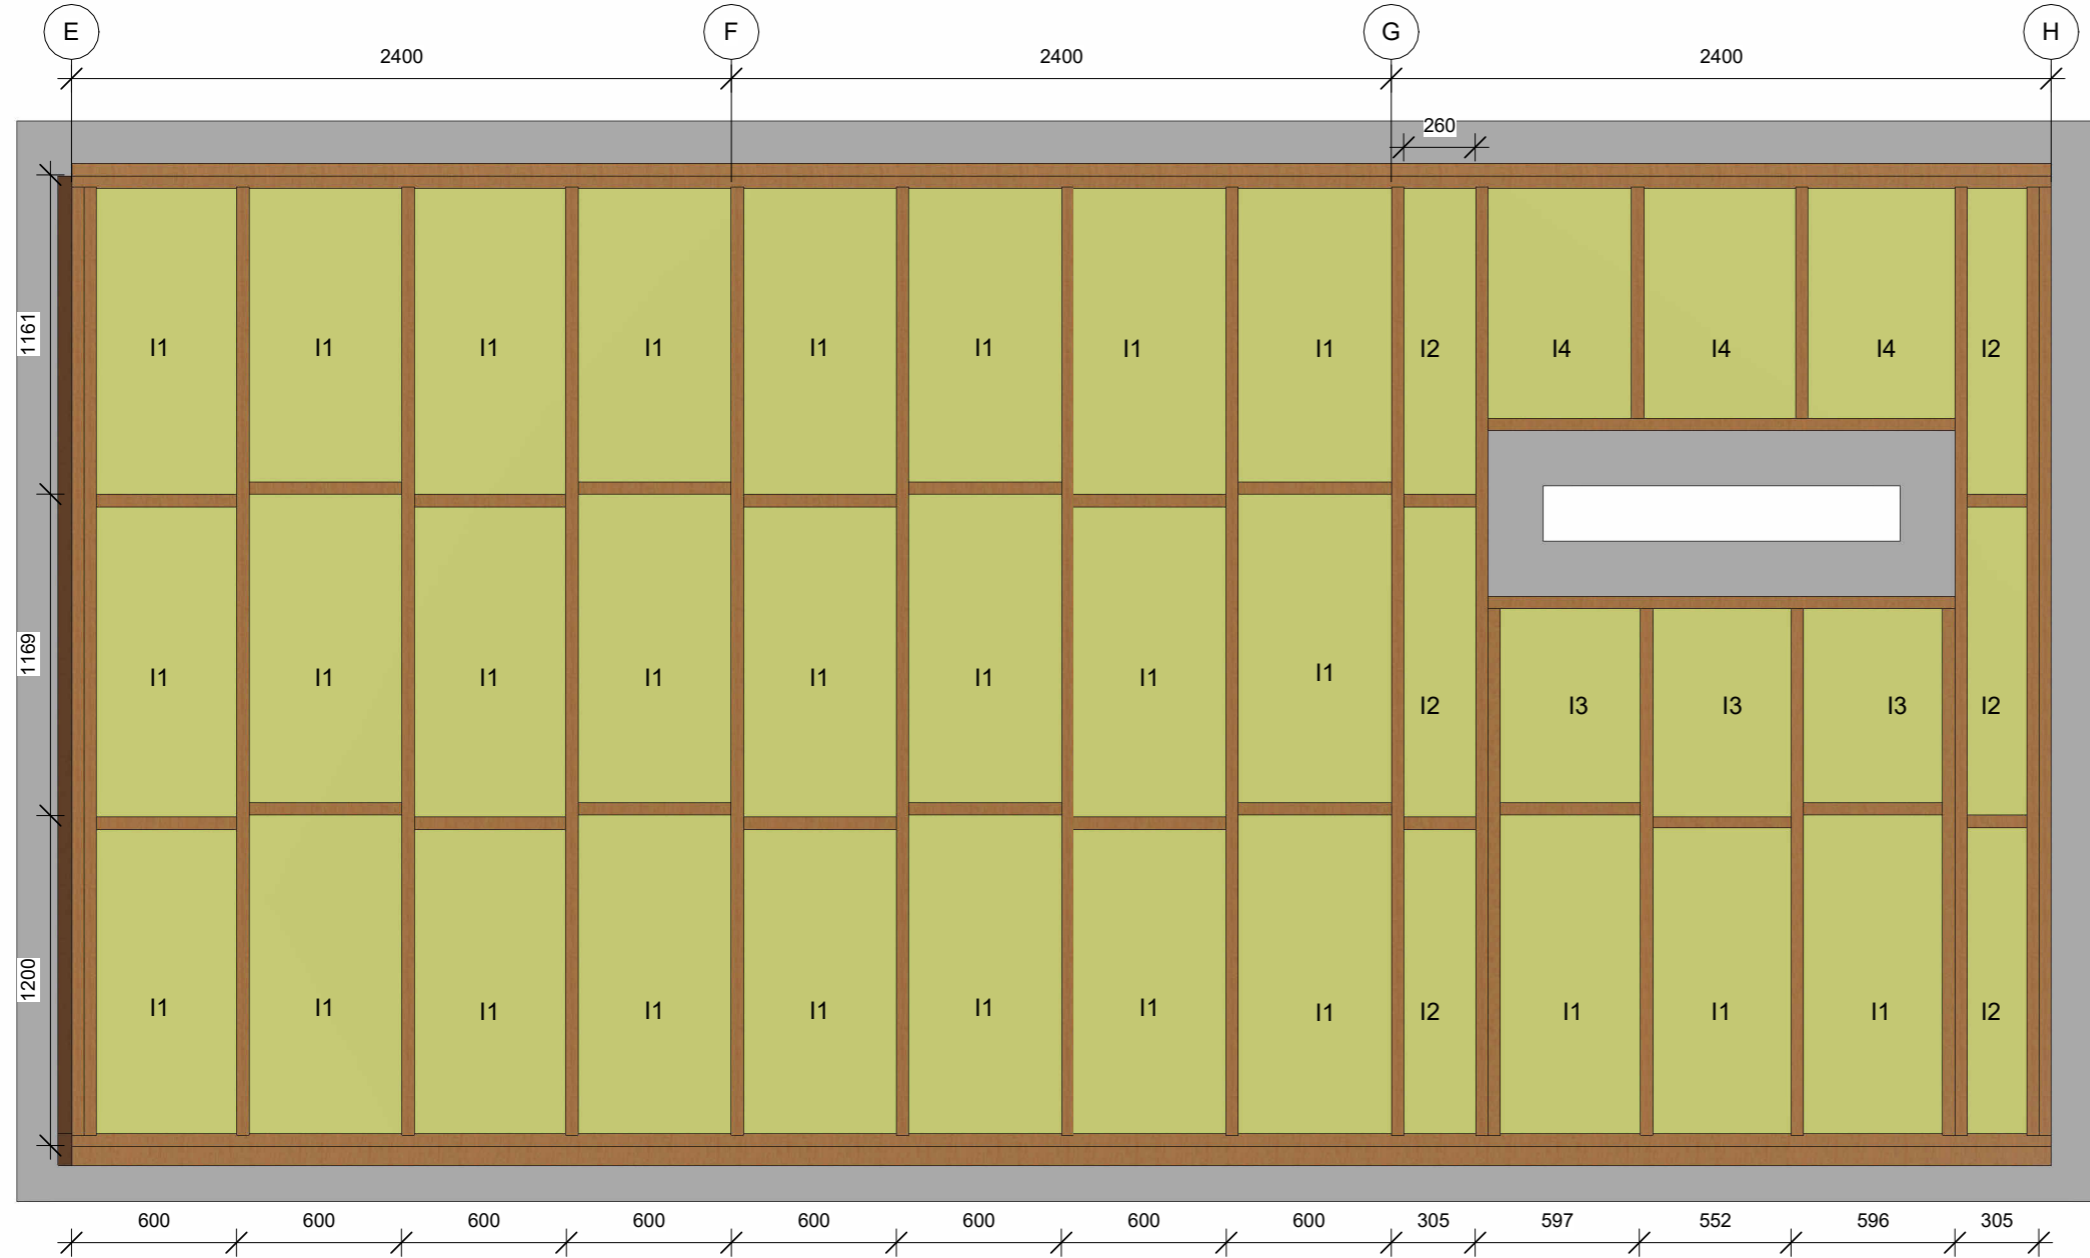 E F G H
2400 2400 2400
260
1161
I1 I1 I1 I1 I1 I1 I1 I1 I2 I4 I4 I4 I2
1169
I1 I1 I1 I1 I1 I1 I1 I1 I2 I3 I3 I3 I2
1200
I1 I1 I1 I1 I1 I1 I1 I1 I2 I1 I1 I1 I2
600 600 600 600 600 600 600 600 305 597 552 596 305